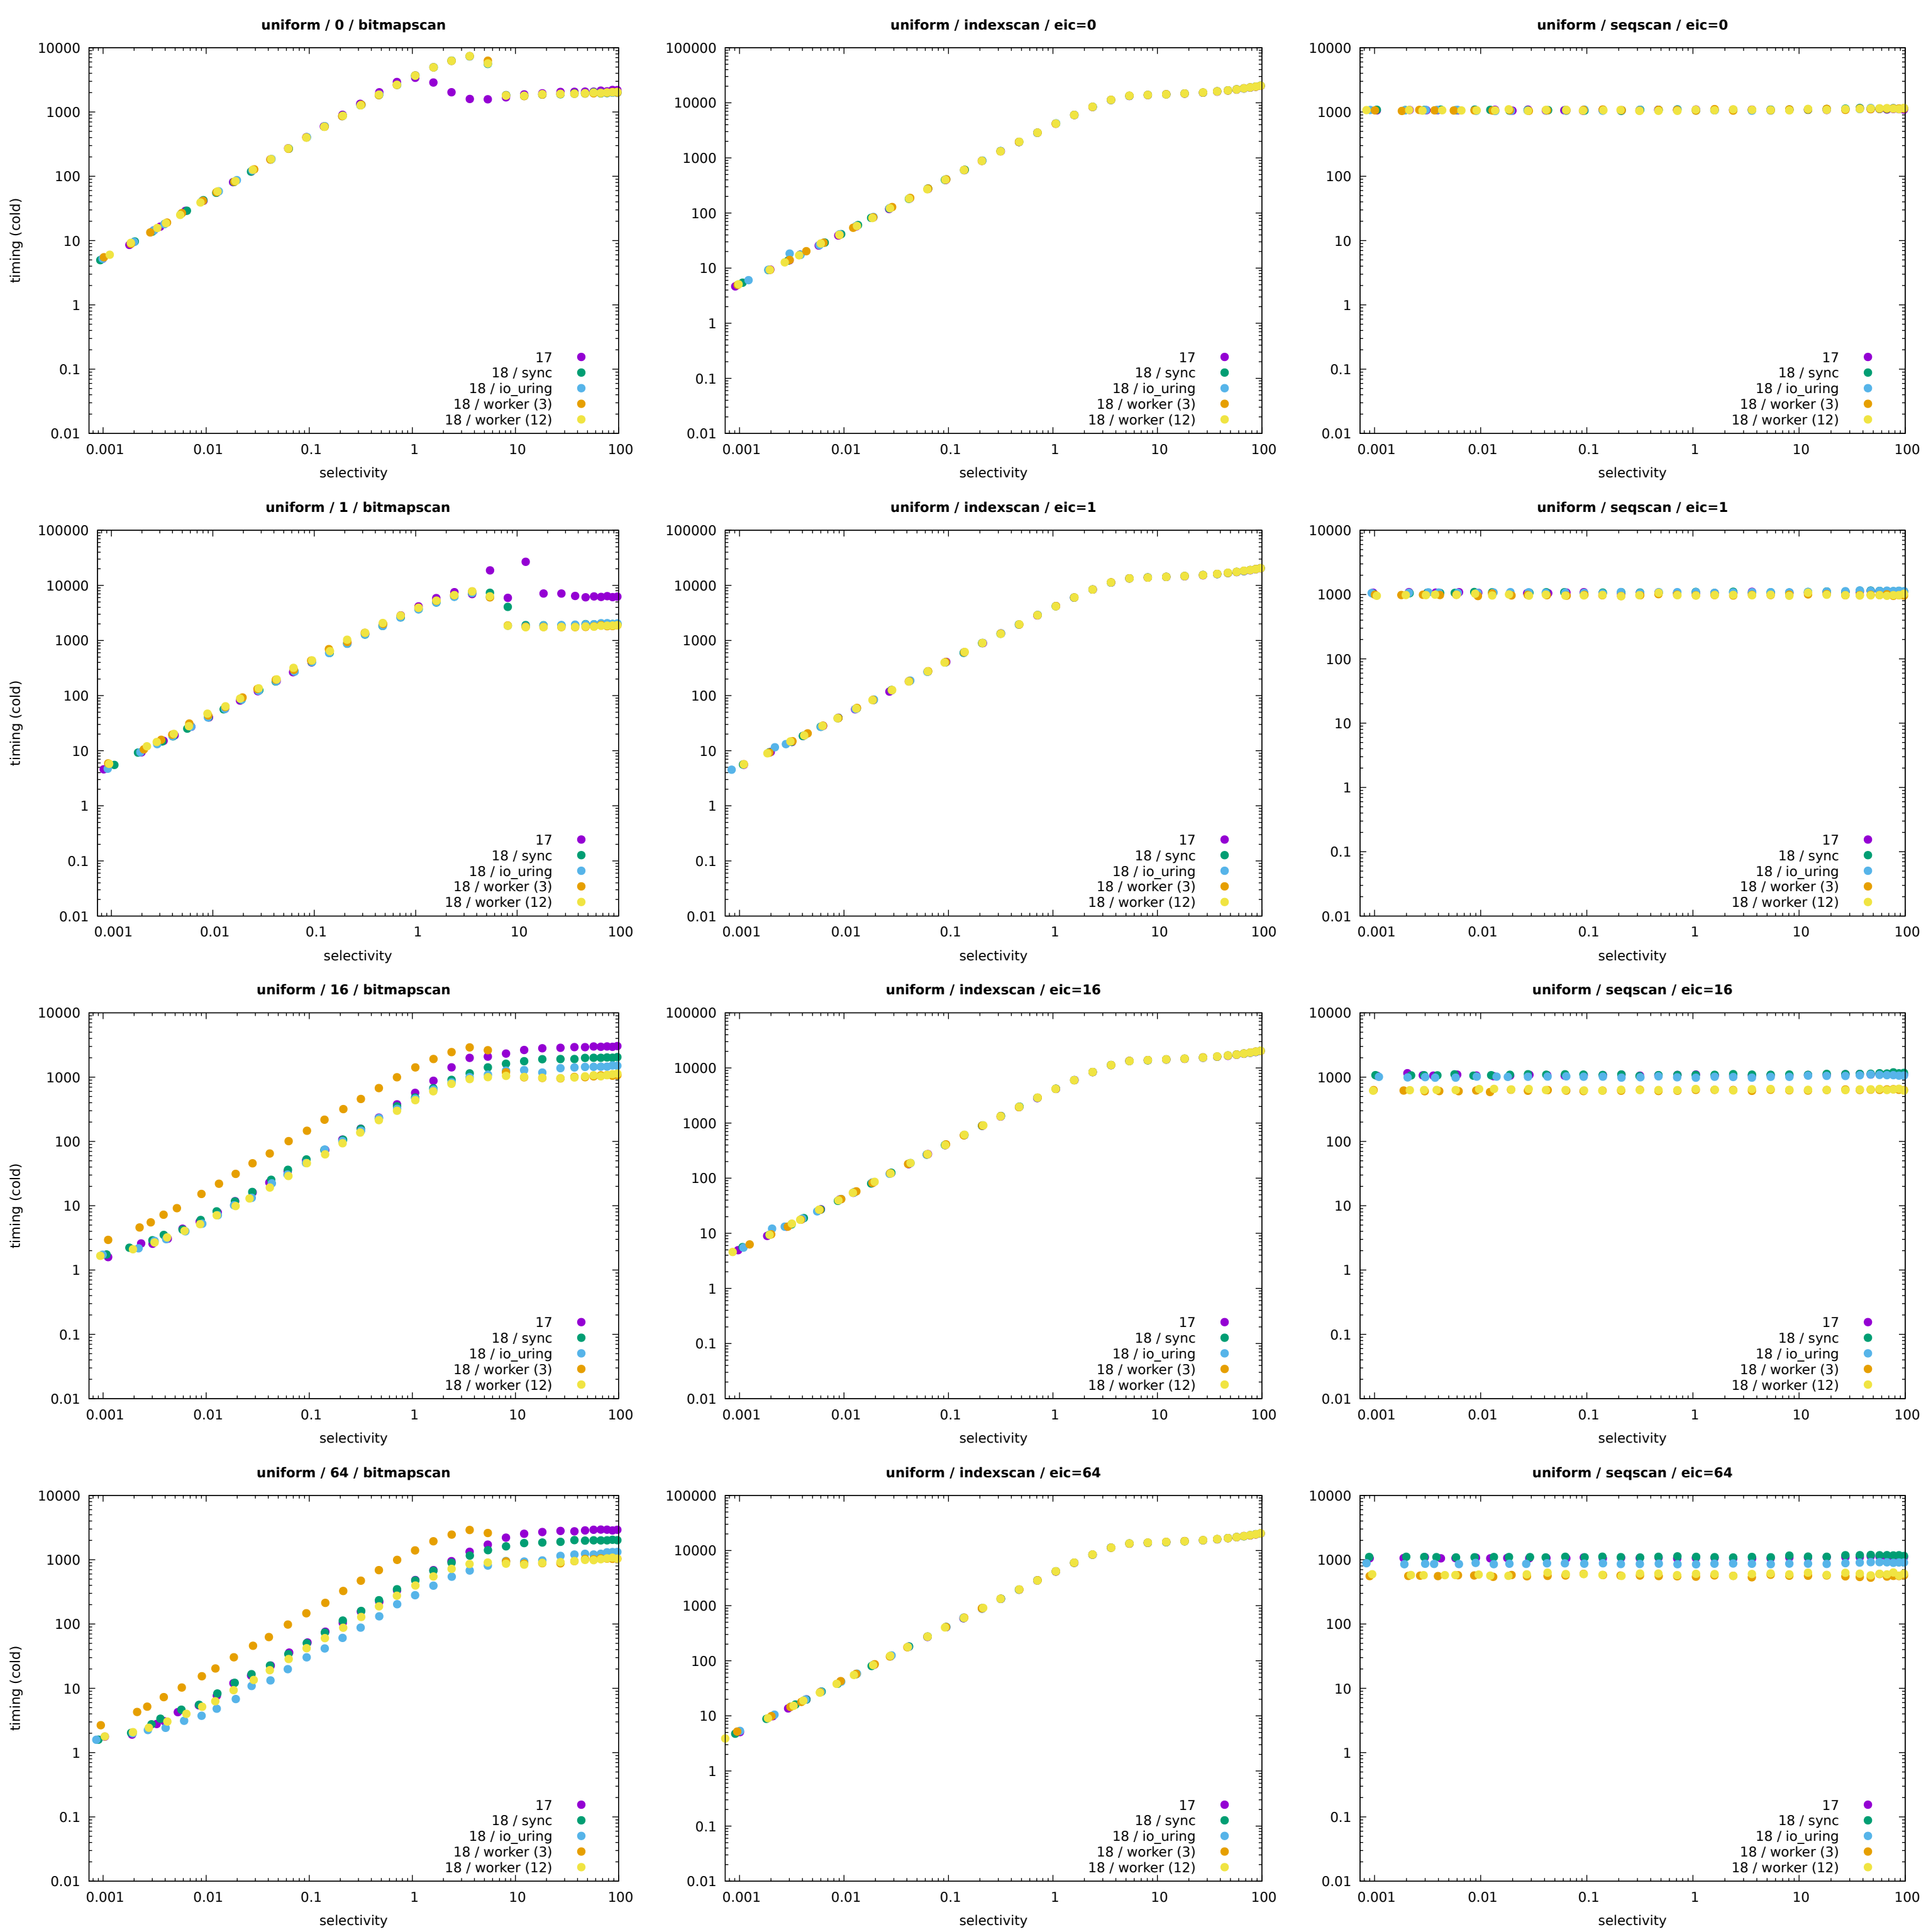 uniform / 0 / bitmapscan
timing (cold)
10000
1000
100
10
1
0.1
0.01
17
18 / sync
18 / io_uring
18 / worker (3)
18 / worker (12)
0.001 0.01 0.1 1 10 100
selectivity
uniform / indexscan / eic=0
100000
10000
1000
100
10
1
0.1
0.01
17
18 / sync
18 / io_uring
18 / worker (3)
18 / worker (12)
0.001 0.01 0.1 1 10 100
selectivity
uniform / seqscan / eic=0
10000
1000
100
10
1
0.1
0.01
17
18 / sync
18 / io_uring
18 / worker (3)
18 / worker (12)
0.001 0.01 0.1 1 10 100
selectivity
uniform / 1 / bitmapscan
timing (cold)
100000
10000
1000
100
10
1
0.1
0.01
17
18 / sync
18 / io_uring
18 / worker (3)
18 / worker (12)
0.001 0.01 0.1 1 10 100
selectivity
uniform / indexscan / eic=1
100000
10000
1000
100
10
1
0.1
0.01
17
18 / sync
18 / io_uring
18 / worker (3)
18 / worker (12)
0.001 0.01 0.1 1 10 100
selectivity
uniform / seqscan / eic=1
10000
1000
100
10
1
0.1
0.01
17
18 / sync
18 / io_uring
18 / worker (3)
18 / worker (12)
0.001 0.01 0.1 1 10 100
selectivity
uniform / 16 / bitmapscan
timing (cold)
10000
1000
100
10
1
0.1
0.01
17
18 / sync
18 / io_uring
18 / worker (3)
18 / worker (12)
0.001 0.01 0.1 1 10 100
selectivity
uniform / indexscan / eic=16
100000
10000
1000
100
10
1
0.1
0.01
17
18 / sync
18 / io_uring
18 / worker (3)
18 / worker (12)
0.001 0.01 0.1 1 10 100
selectivity
uniform / seqscan / eic=16
10000
1000
100
10
1
0.1
0.01
17
18 / sync
18 / io_uring
18 / worker (3)
18 / worker (12)
0.001 0.01 0.1 1 10 100
selectivity
uniform / 64 / bitmapscan
timing (cold)
10000
1000
100
10
1
0.1
0.01
17
18 / sync
18 / io_uring
18 / worker (3)
18 / worker (12)
0.001 0.01 0.1 1 10 100
selectivity
uniform / indexscan / eic=64
100000
10000
1000
100
10
1
0.1
0.01
17
18 / sync
18 / io_uring
18 / worker (3)
18 / worker (12)
0.001 0.01 0.1 1 10 100
selectivity
uniform / seqscan / eic=64
10000
1000
100
10
1
0.1
0.01
17
18 / sync
18 / io_uring
18 / worker (3)
18 / worker (12)
0.001 0.01 0.1 1 10 100
selectivity